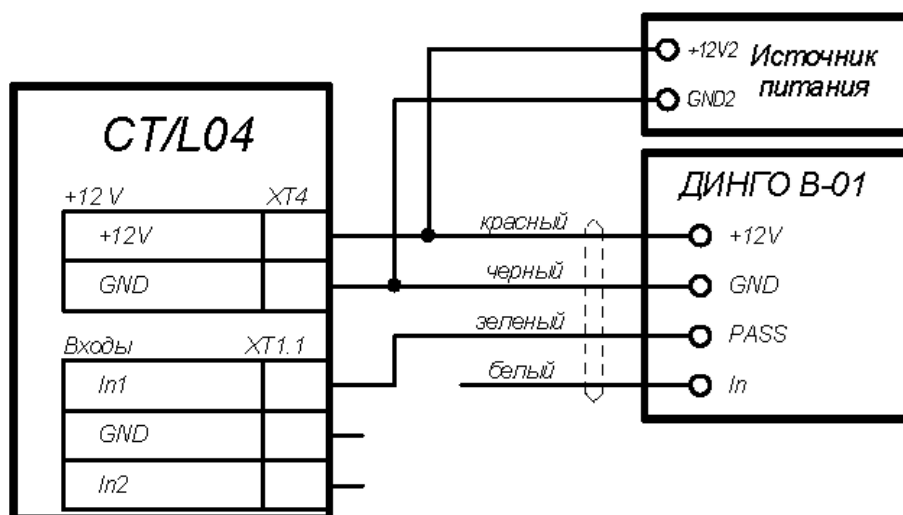 +12V2
Источник
питания
GND2
CT/L04
ДИНГО В-01
+12 V
XT4
+12V
красный
+12V
GND
черный
GND
зеленый
PASS
Входы
XT1.1
In1
белый
In
GND
In2